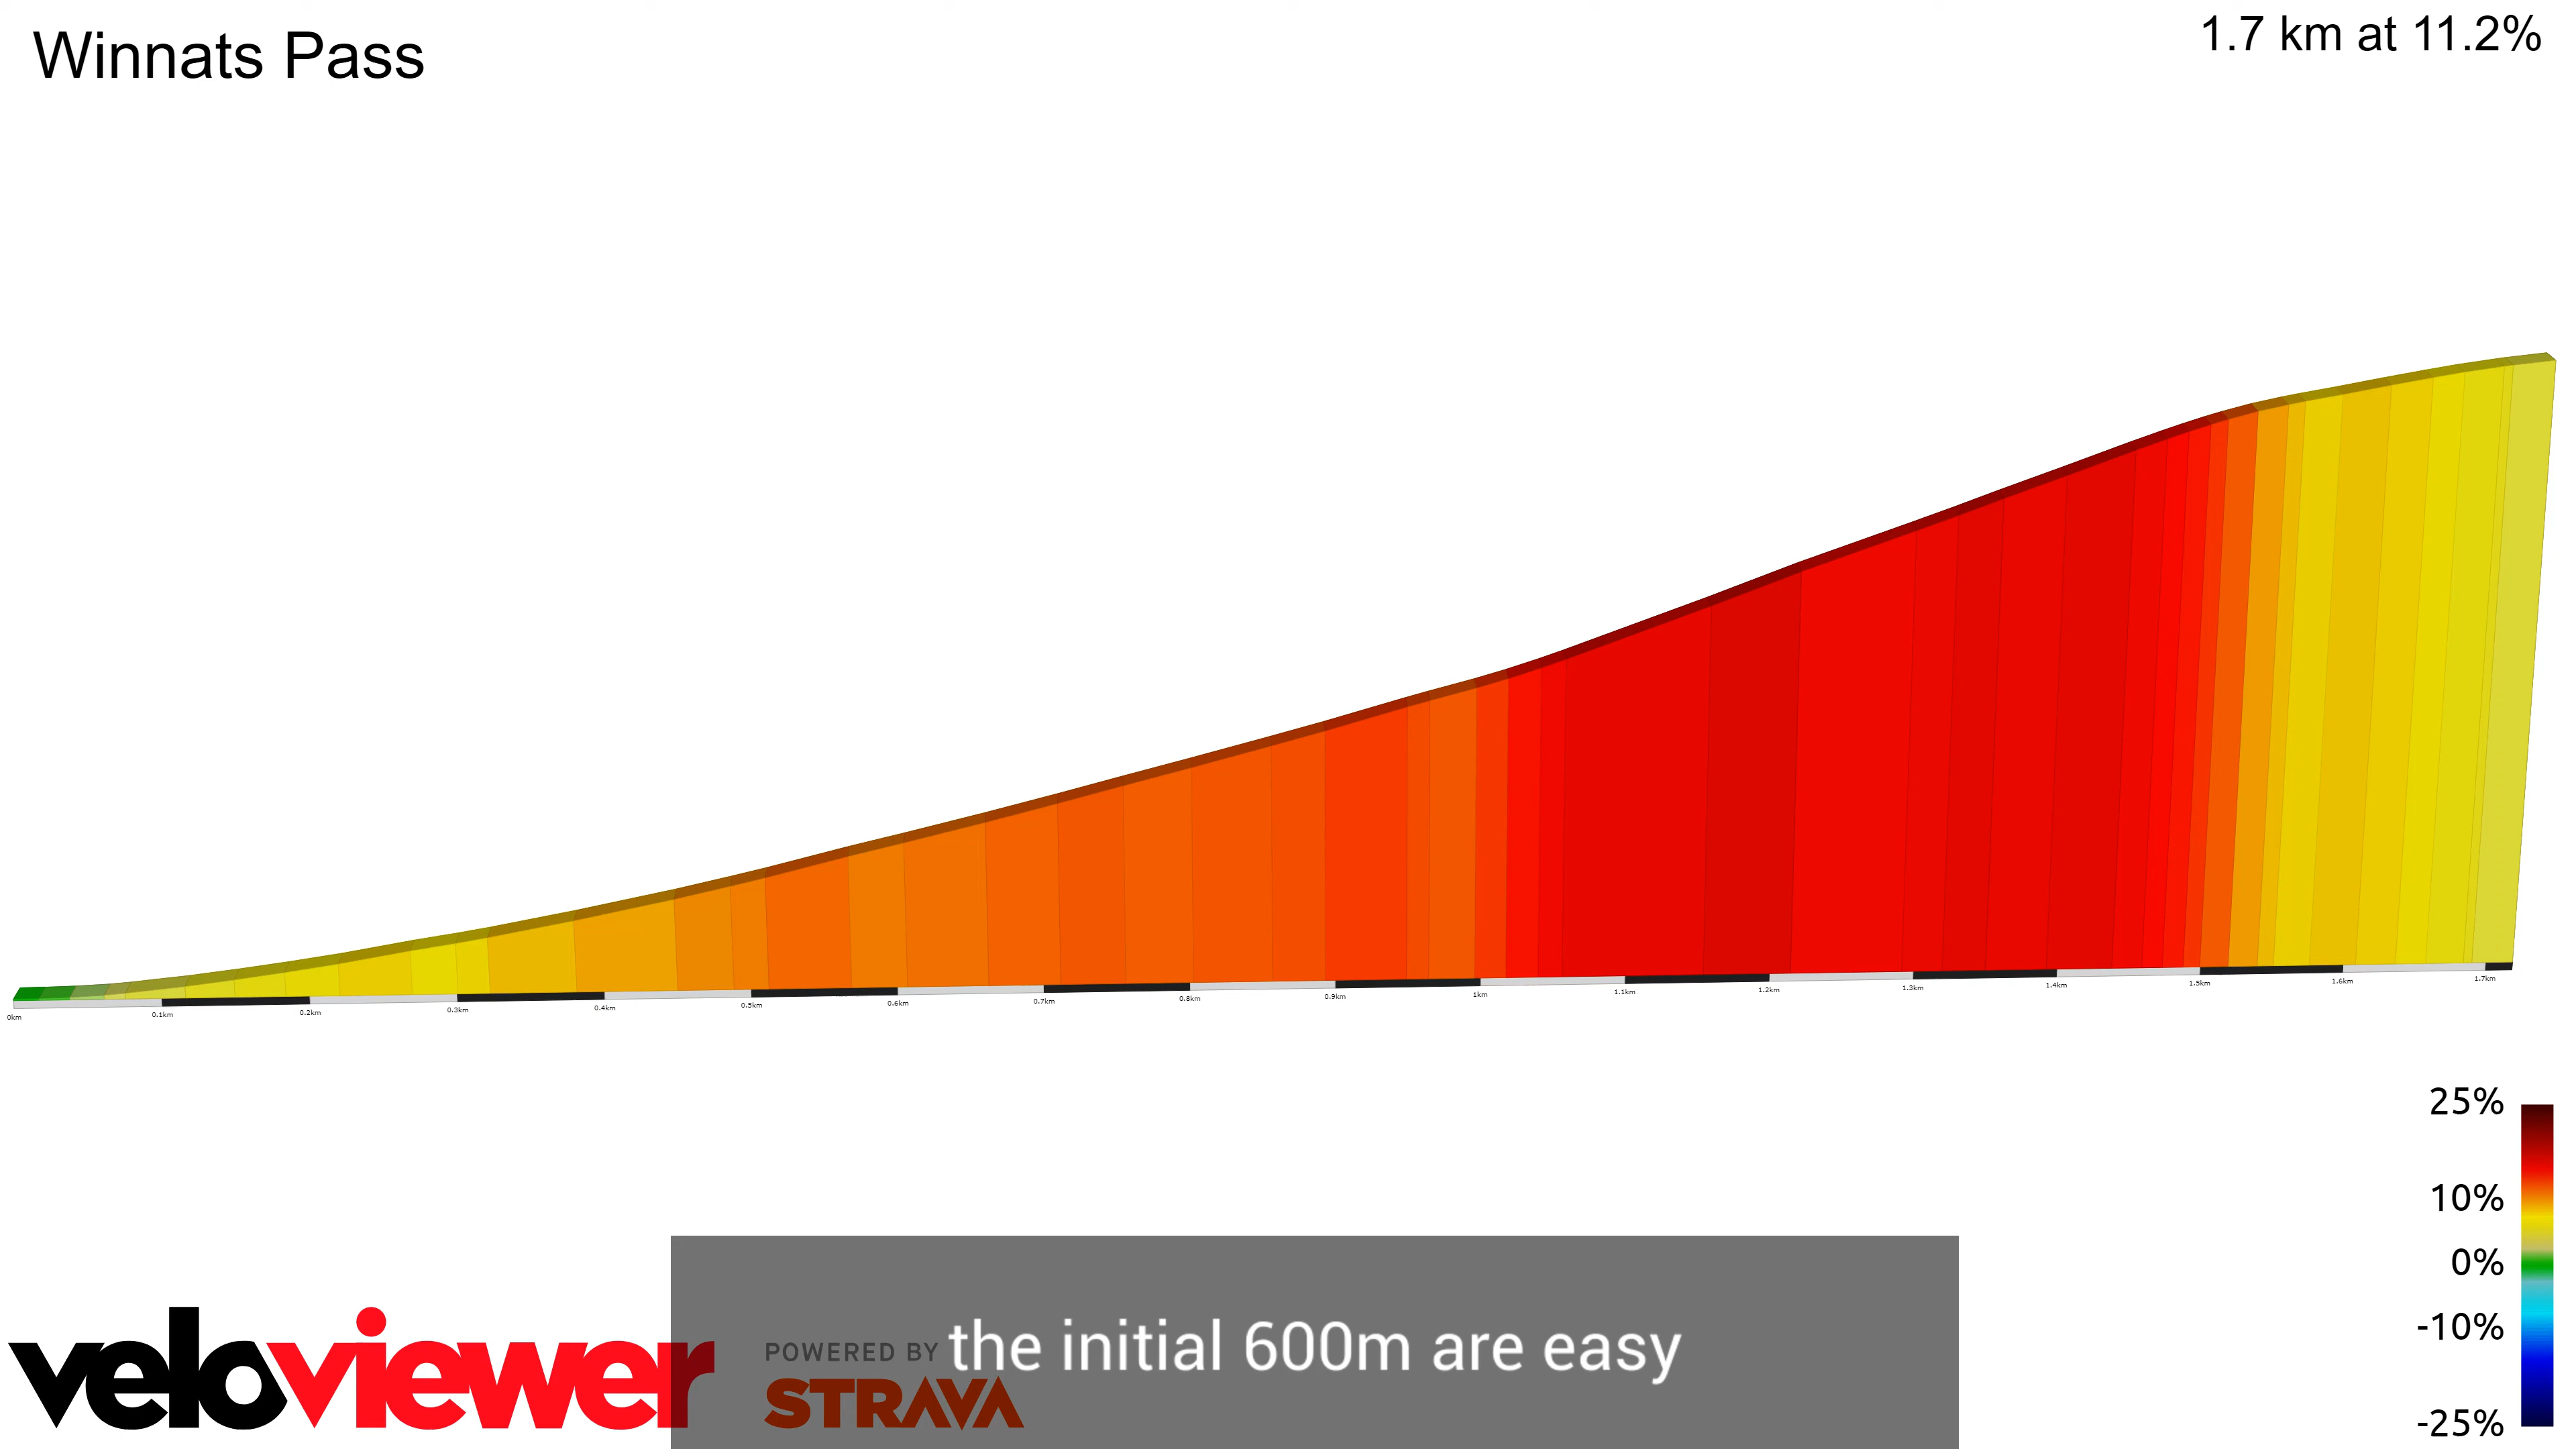 Winnats Pass
1.7 km at 11.2%
0km
0.1km
0.2km
0.3km
0.4km
0.5km
0.6km
0.7km
0.8km
0.9km
1km
1.1km
1.2km
1.3km
1.4km
1.5km
1.6km
1.7km
25%
10%
0%
-10%
-25%
veloviewer
POWERED BY
STRAVA
the initial 600m are easy